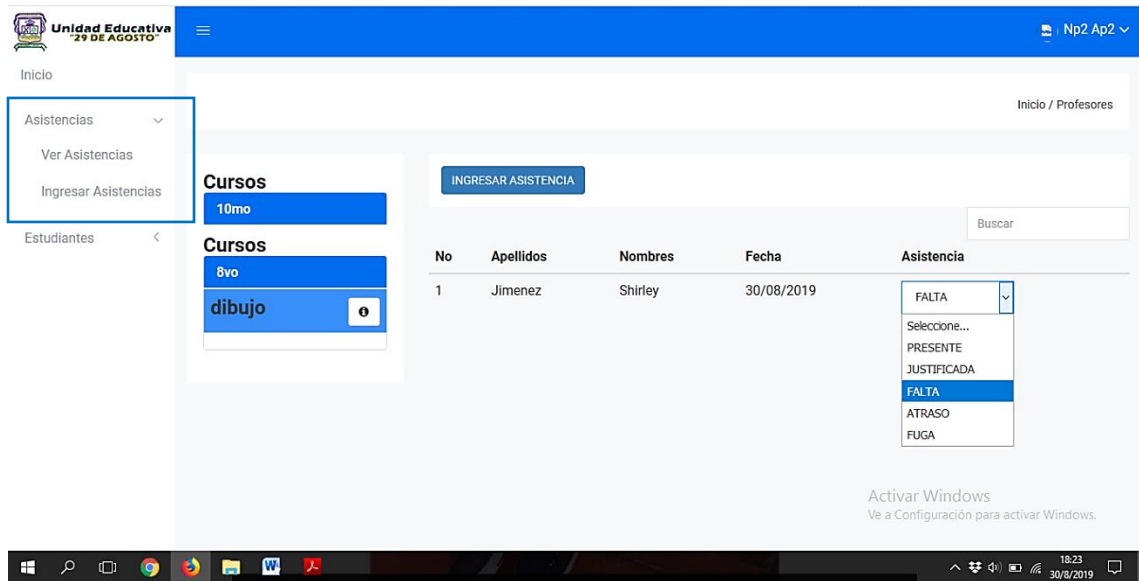 Unidad Educativa
"29 DE AGOSTO"
Np2 Ap2
Inicio
Inicio / Profesores
Asistencias
Ver Asistencias
Ingresar Asistencias
Estudiantes
Cursos
10mo
Cursos
8vo
dibujo
INGRESAR ASISTENCIA
Buscar
No Apellidos Nombres Fecha Asistencia
1 Jimenez Shirley 30/08/2019 FALTA
Seleccione...
PRESENTE
JUSTIFICADA
FALTA
ATRASO
FUGA
Activar Windows
Ve a Configuración para activar Windows.
18:23
30/8/2019